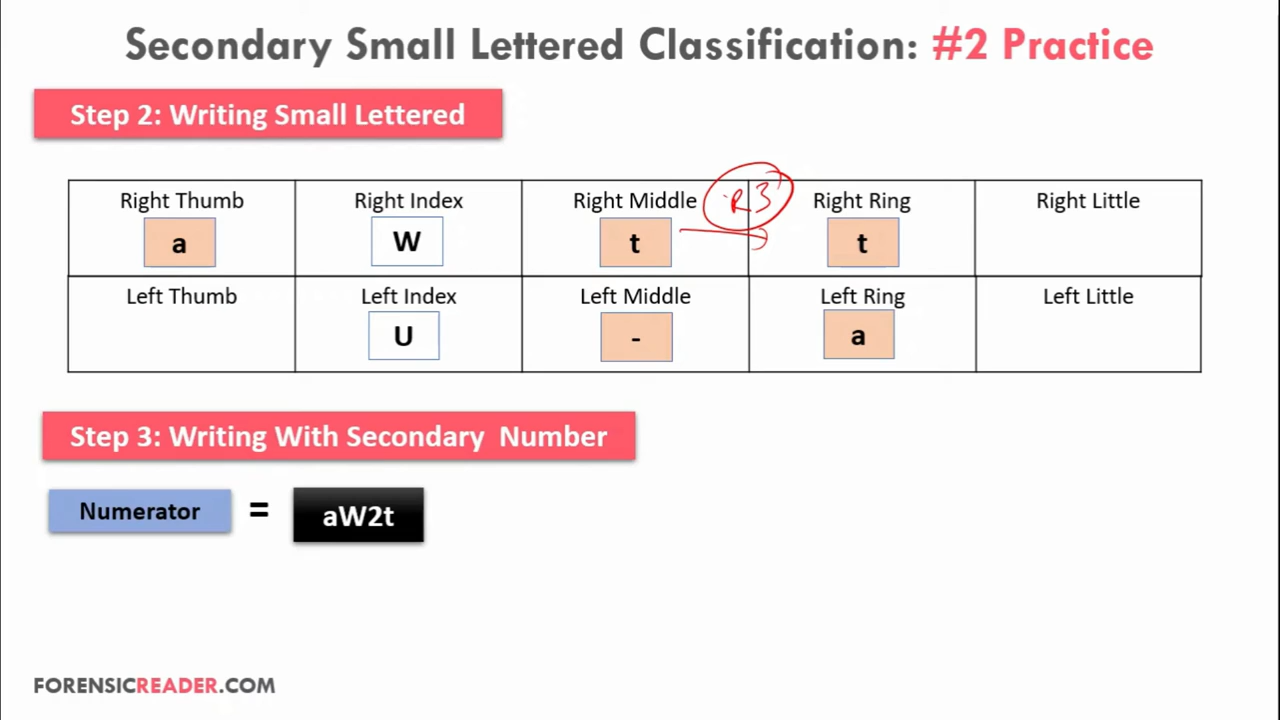 Secondary Small Lettered Classification: #2 Practice
Step 2: Writing Small Lettered
Right Thumb Right Index Right Middle R3 Right Ring Right Little
a W t t
Left Thumb Left Index Left Middle Left Ring Left Little
U - a
Step 3: Writing With Secondary Number
Numerator = aW2t
FORENSICREADER.COM